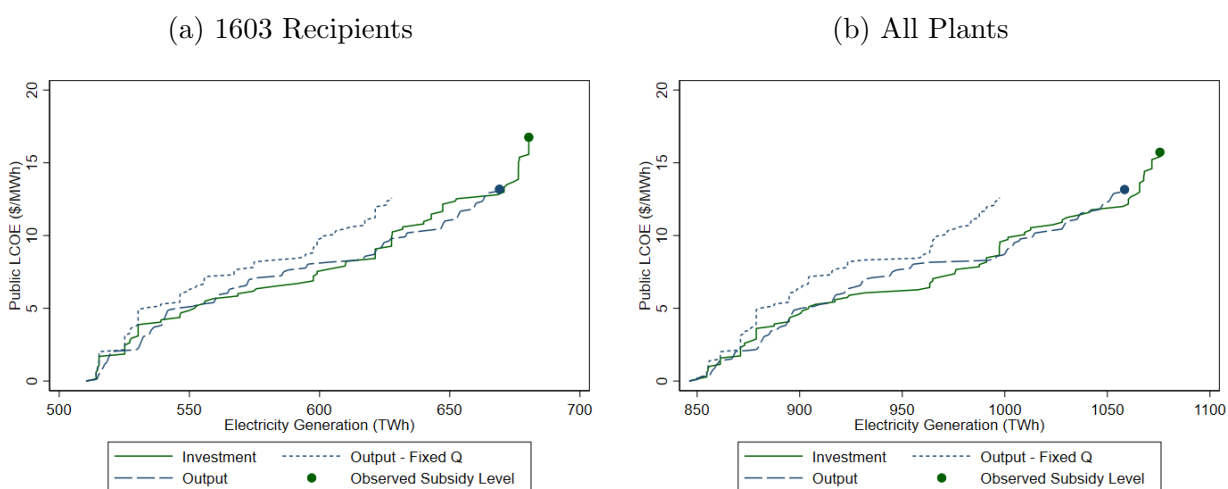 (a) 1603 Recipients
Public LCOE ($/MWh)
20
15
10
5
0
500 550 600 650 700
Electricity Generation (TWh)
Investment Output - Fixed Q
Output Observed Subsidy Level
(b) All Plants
Public LCOE ($/MWh)
20
15
10
5
0
850 900 950 1000 1050 1100
Electricity Generation (TWh)
Investment Output - Fixed Q
Output Observed Subsidy Level